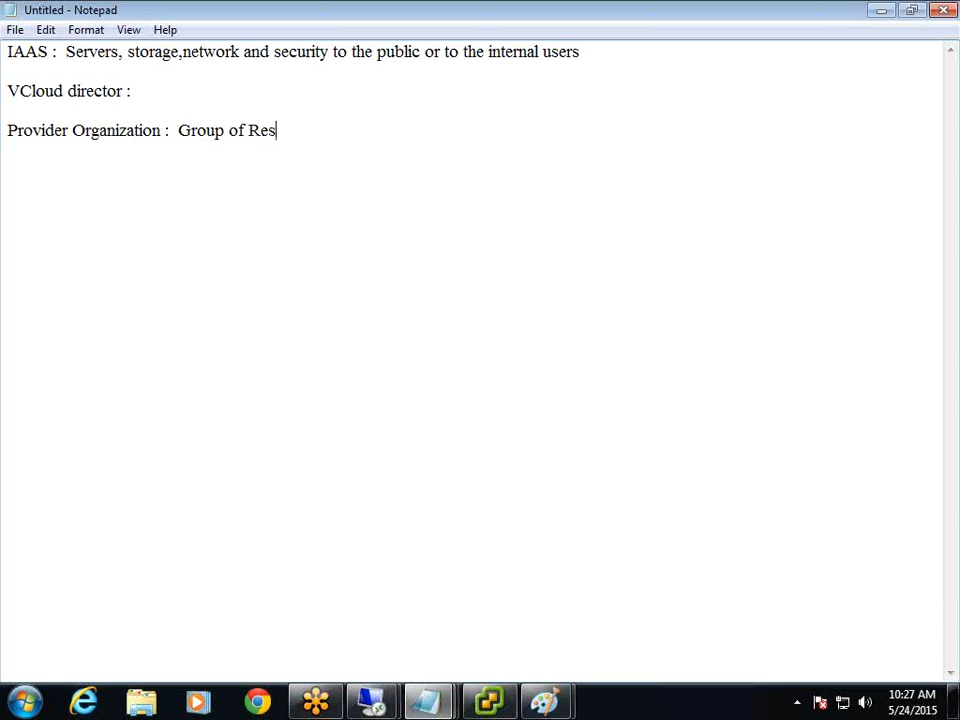 Untitled - Notepad
File Edit Format View Help
IAAS :  Servers, storage,network and security to the public or to the internal users
VCloud director :
Provider Organization :  Group of Res
10:27 AM
5/24/2015